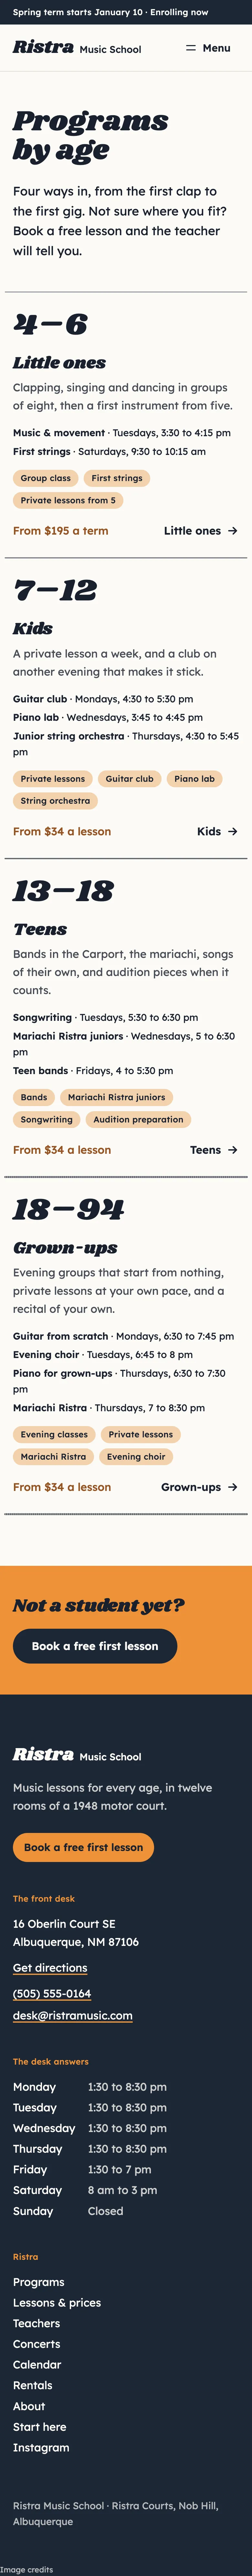 Spring term starts January 10 · Enrolling now
Ristra Music School
Menu
Programs
by age
Four ways in, from the first clap to
the first gig. Not sure where you fit?
Book a free lesson and the teacher
will tell you.
4–6
Little ones
Clapping, singing and dancing in groups
of eight, then a first instrument from five.
Music & movement · Tuesdays, 3:30 to 4:15 pm
First strings · Saturdays, 9:30 to 10:15 am
Group class
First strings
Private lessons from 5
From $195 a term
Little ones →
7–12
Kids
A private lesson a week, and a club on
another evening that makes it stick.
Guitar club · Mondays, 4:30 to 5:30 pm
Piano lab · Wednesdays, 3:45 to 4:45 pm
Junior string orchestra · Thursdays, 4:30 to 5:45
pm
Private lessons
Guitar club
Piano lab
String orchestra
From $34 a lesson
Kids →
13–18
Teens
Bands in the Carport, the mariachi, songs
of their own, and audition pieces when it
counts.
Songwriting · Tuesdays, 5:30 to 6:30 pm
Mariachi Ristra juniors · Wednesdays, 5 to 6:30
pm
Teen bands · Fridays, 4 to 5:30 pm
Bands
Mariachi Ristra juniors
Songwriting
Audition preparation
From $34 a lesson
Teens →
18–94
Grown-ups
Evening groups that start from nothing,
private lessons at your own pace, and a
recital of your own.
Guitar from scratch · Mondays, 6:30 to 7:45 pm
Evening choir · Tuesdays, 6:45 to 8 pm
Piano for grown-ups · Thursdays, 6:30 to 7:30
pm
Mariachi Ristra · Thursdays, 7 to 8:30 pm
Evening classes
Private lessons
Mariachi Ristra
Evening choir
From $34 a lesson
Grown-ups →
Not a student yet?
Book a free first lesson
Ristra Music School
Music lessons for every age, in twelve
rooms of a 1948 motor court.
Book a free first lesson
The front desk
16 Oberlin Court SE
Albuquerque, NM 87106
Get directions
(505) 555-0164
desk@ristramusic.com
The desk answers
Monday 1:30 to 8:30 pm
Tuesday 1:30 to 8:30 pm
Wednesday 1:30 to 8:30 pm
Thursday 1:30 to 8:30 pm
Friday 1:30 to 7 pm
Saturday 8 am to 3 pm
Sunday Closed
Ristra
Programs
Lessons & prices
Teachers
Concerts
Calendar
Rentals
About
Start here
Instagram
Ristra Music School · Ristra Courts, Nob Hill,
Albuquerque
Image credits